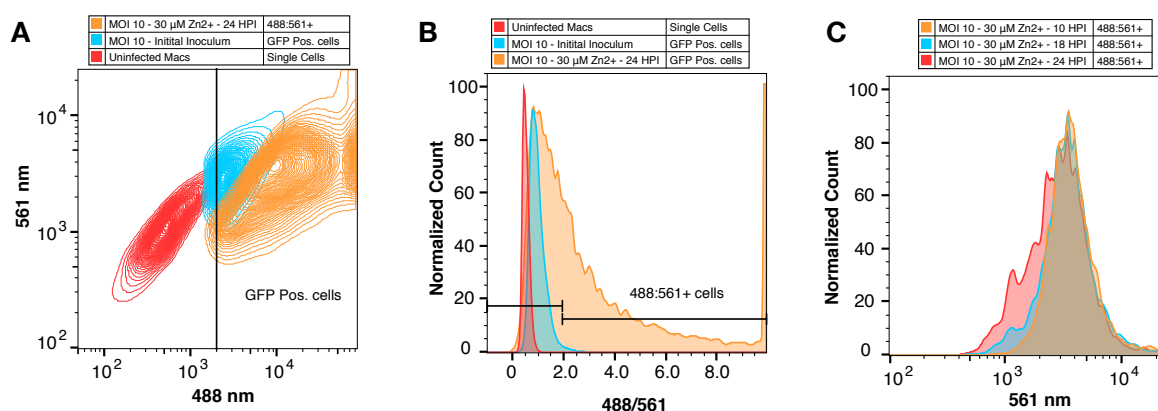 A
MOI 10 - 30 µM Zn2+ - 24 HPI 488:561+
MOI 10 - Initital Inoculum GFP Pos. cells
Uninfected Macs Single Cells
561 nm
10^4
10^3
10^2
GFP Pos. cells
10^2 10^3 10^4
488 nm
B
Uninfected Macs Single Cells
MOI 10 - Initital Inoculum GFP Pos. cells
MOI 10 - 30 µM Zn2+ - 24 HPI GFP Pos. cells
Normalized Count
100
80
60
40
20
0
488:561+ cells
0 2.0 4.0 6.0 8.0
488/561
C
MOI 10 - 30 µM Zn2+ - 10 HPI 488:561+
MOI 10 - 30 µM Zn2+ - 18 HPI 488:561+
MOI 10 - 30 µM Zn2+ - 24 HPI 488:561+
Normalized Count
100
80
60
40
20
0
10^2 10^3 10^4
561 nm